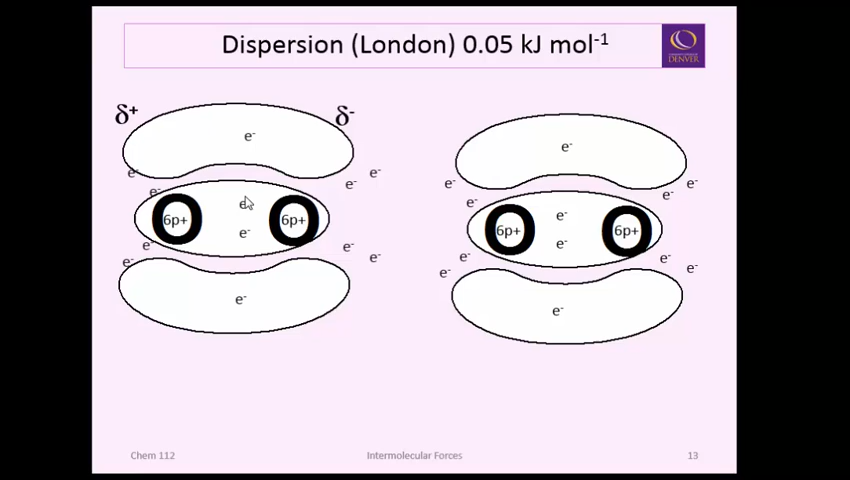 Dispersion (London) 0.05 kJ mol⁻¹
DENVER
δ⁺ δ⁻
e⁻ e⁻
e⁻ e⁻ e⁻ e⁻ e⁻ e⁻
e⁻ e⁻ e⁻
e⁻ e⁻
O 6p+ O 6p+ O 6p+ O 6p+
e⁻ e⁻
e⁻ e⁻ e⁻ e⁻
e⁻ e⁻ e⁻ e⁻
e⁻ e⁻
Chem 112 Intermolecular Forces 13